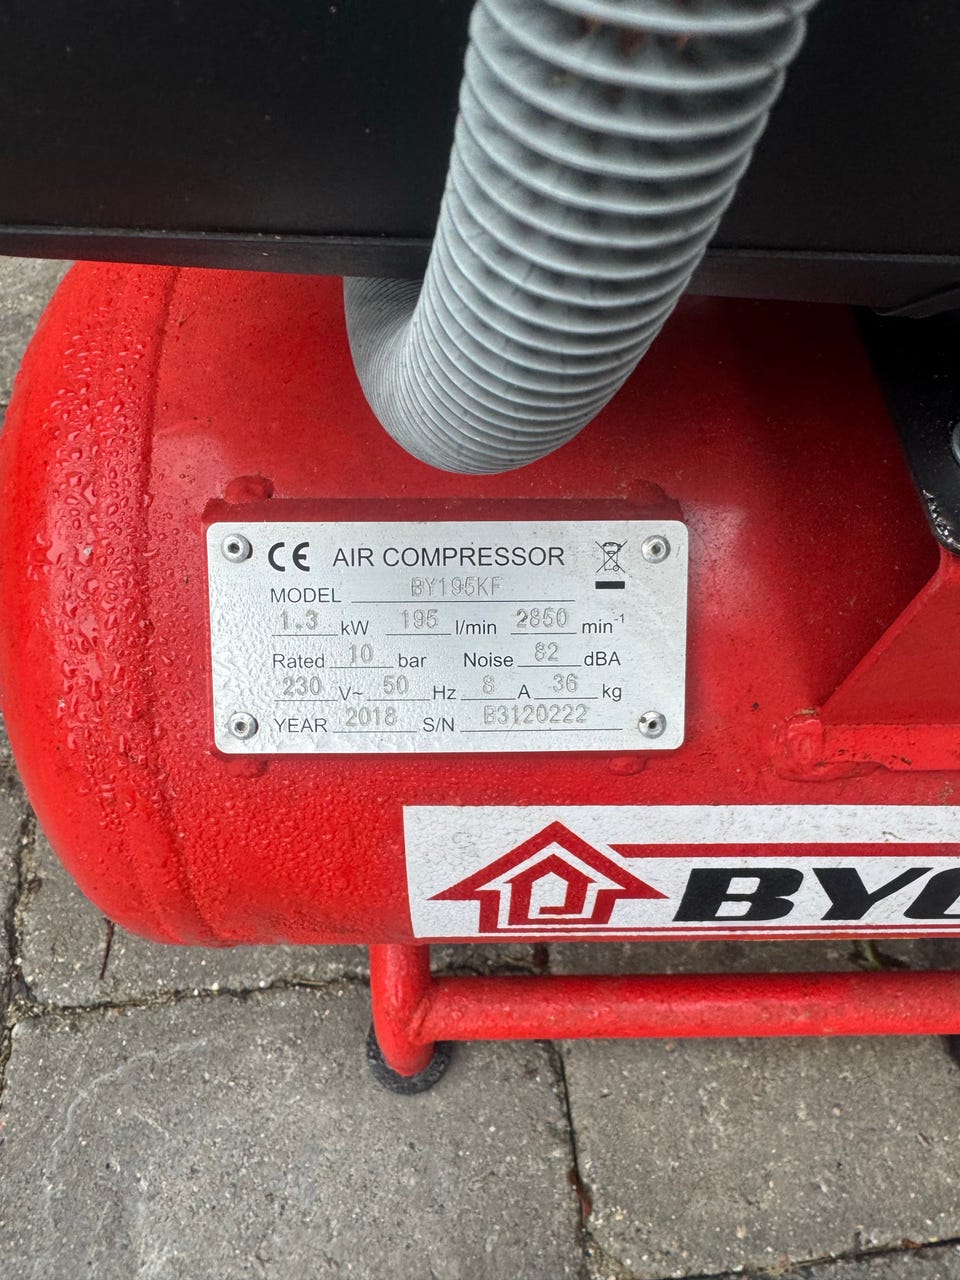 CE AIR COMPRESSOR
MODEL BY195KF
1.3 kW 195 l/min 2850 min-1
Rated 10 bar Noise 82 dBA
230 V~ 50 Hz 8 A 36 kg
YEAR 2018 S/N B3120222
BYG